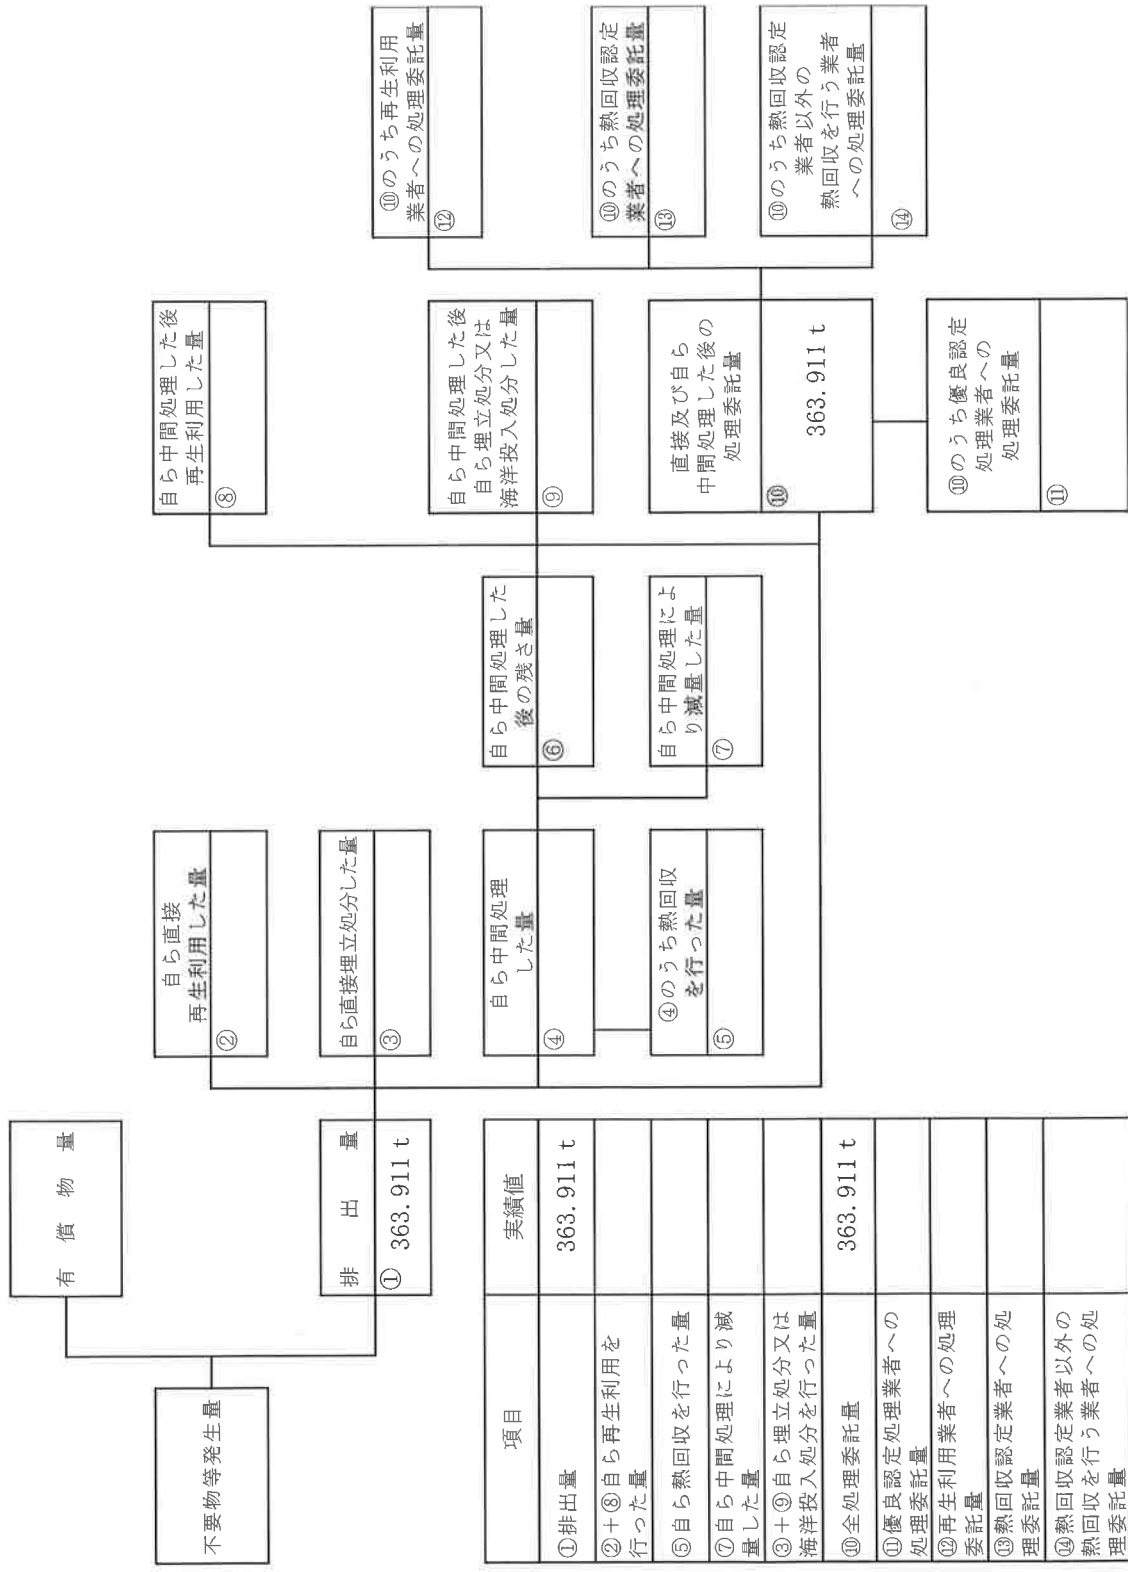 不要物等発生量
有償物量
排出量
① 363.911 t
自ら直接
再生利用した量
②
自ら直接埋立処分した量
③
自ら中間処理
した量
④
④のうち熱回収
を行った量
⑤
自ら中間処理した
後の残さ量
⑥
自ら中間処理によ
り減量した量
⑦
自ら中間処理した後
再生利用した量
⑧
自ら中間処理した後
自ら埋立処分又は
海洋投入処分した量
⑨
直接及び自ら
中間処理した後の
処理委託量
⑩
363.911 t
⑩のうち優良認定
処理業者への
処理委託量
⑪
⑩のうち再生利用
業者への処理委託量
⑫
⑩のうち熱回収認定
業者への処理委託量
⑬
⑩のうち熱回収認定
業者以外の
熱回収を行う業者
への処理委託量
⑭
項目 実績値
①排出量 363.911 t
②+⑧自ら再生利用を
行った量
⑤自ら熱回収を行った量
⑦自ら中間処理により減
量した量
③+⑨自ら埋立処分又は
海洋投入処分を行った量
⑩全処理委託量 363.911 t
⑪優良認定処理業者への
処理委託量
⑫再生利用業者への処理
委託量
⑬熱回収認定業者への処
理委託量
⑭熱回収認定業者以外の
熱回収を行う業者への処
理委託量